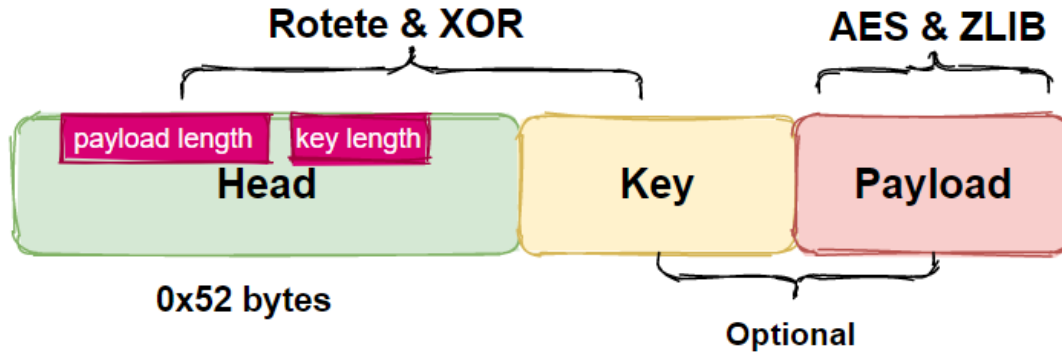 Rotete & XOR
AES & ZLIB
payload length
key length
Head
Key
Payload
0x52 bytes
Optional